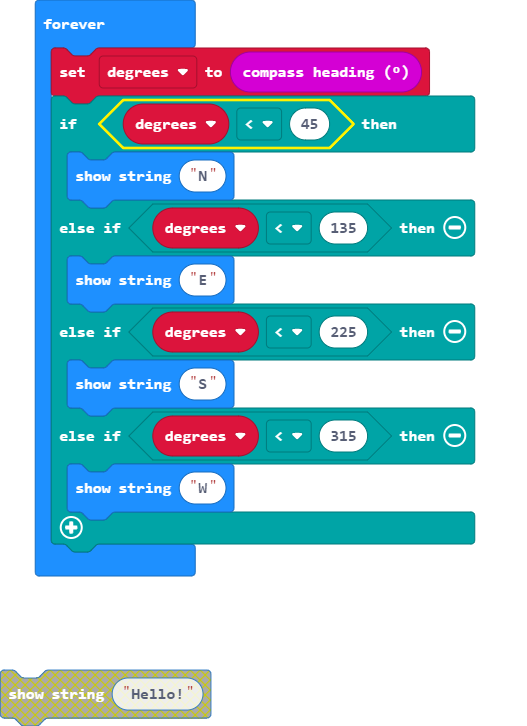 forever
set degrees to compass heading (º)
if degrees < 45 then
show string "N"
else if degrees < 135 then
show string "E"
else if degrees < 225 then
show string "S"
else if degrees < 315 then
show string "W"
show string "Hello!"